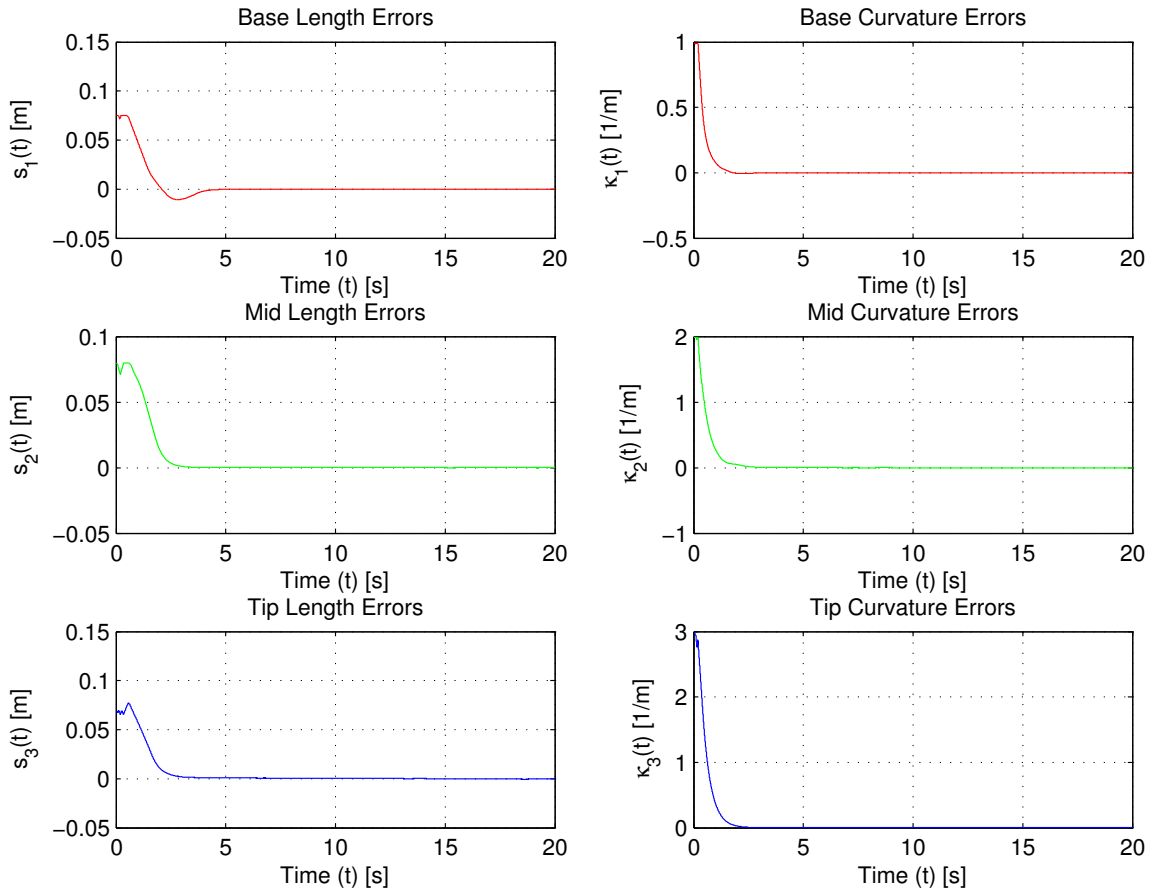 Base Length Errors
0.15
0.1
0.05
0
−0.05
s1(t) [m]
0 5 10 15 20
Time (t) [s]
Base Curvature Errors
1
0.5
0
−0.5
κ1(t) [1/m]
0 5 10 15 20
Time (t) [s]
Mid Length Errors
0.1
0.05
0
−0.05
s2(t) [m]
0 5 10 15 20
Time (t) [s]
Mid Curvature Errors
2
1
0
−1
κ2(t) [1/m]
0 5 10 15 20
Time (t) [s]
Tip Length Errors
0.15
0.1
0.05
0
−0.05
s3(t) [m]
0 5 10 15 20
Time (t) [s]
Tip Curvature Errors
3
2
1
0
κ3(t) [1/m]
0 5 10 15 20
Time (t) [s]